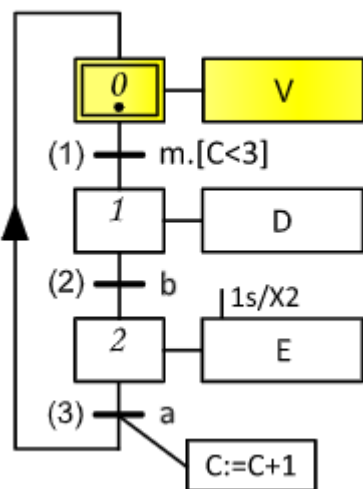 0 V
(1) m.[C<3]
1 D
(2) b
1s/X2
2 E
(3) a
C:=C+1